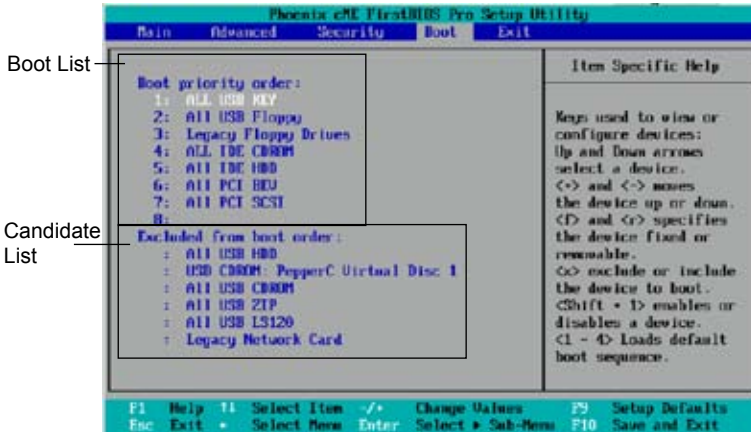 Phoenix cME FirstBIOS Pro Setup Utility
Main Advanced Security Boot Exit
Boot List
Item Specific Help
Boot priority order:
1: ALL USB KEY
2: All USB Floppy
3: Legacy Floppy Drives
4: ALL IDE CDROM
5: All IDE HDD
6: All PCI BEV
7: All PCI SCSI
8:
Candidate List
Excluded from boot order:
: All USB HDD
: USB CDROM: PepperC Virtual Disc 1
: All USB CDROM
: All USB ZIP
: All USB LS120
: Legacy Network Card
Keys used to view or
configure devices:
Up and Down arrows
select a device.
<+> and <-> moves
the device up or down.
<f> and <r> specifies
the device fixed or
removable.
<x> exclude or include
the device to boot.
<Shift + 1> enables or
disables a device.
<1 - 4> Loads default
boot sequence.
F1 Help ↑↓ Select Item -/+ Change Values F9 Setup Defaults
Esc Exit Select Menu Enter Select ▶ Sub-Menu F10 Save and Exit